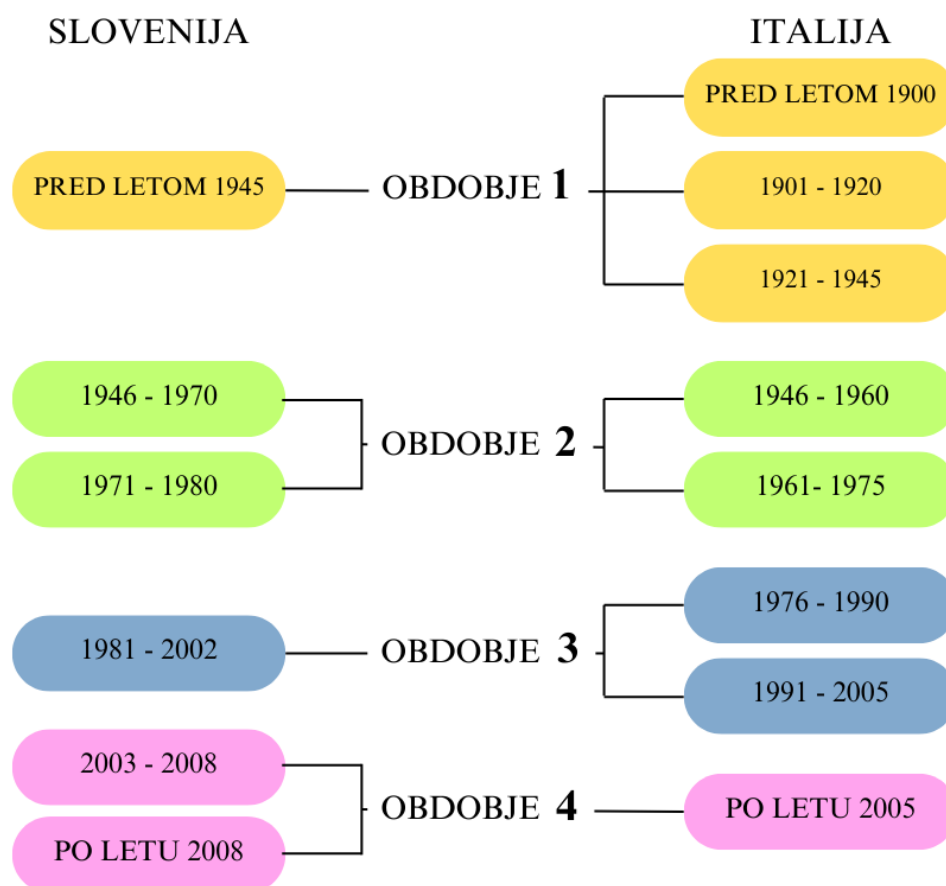 SLOVENIJA
ITALIJA
PRED LETOM 1900
PRED LETOM 1945
OBDOBJE 1
1901 - 1920
1921 - 1945
1946 - 1970
1946 - 1960
OBDOBJE 2
1971 - 1980
1961- 1975
1976 - 1990
1981 - 2002
OBDOBJE 3
1991 - 2005
2003 - 2008
OBDOBJE 4
PO LETU 2005
PO LETU 2008